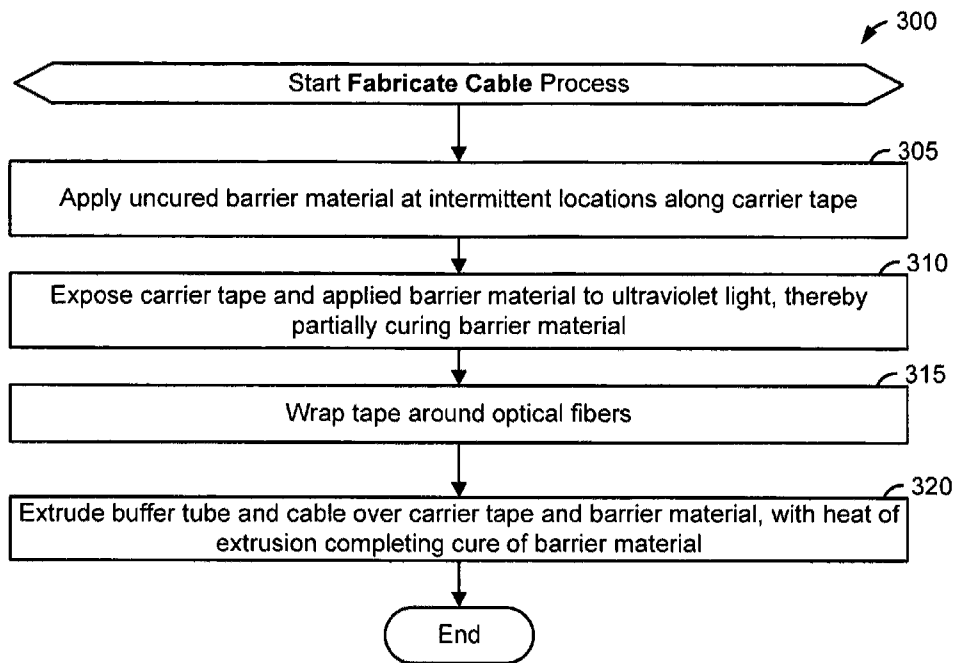 300
Start Fabricate Cable Process
305
Apply uncured barrier material at intermittent locations along carrier tape
310
Expose carrier tape and applied barrier material to ultraviolet light, thereby
partially curing barrier material
315
Wrap tape around optical fibers
320
Extrude buffer tube and cable over carrier tape and barrier material, with heat of
extrusion completing cure of barrier material
End